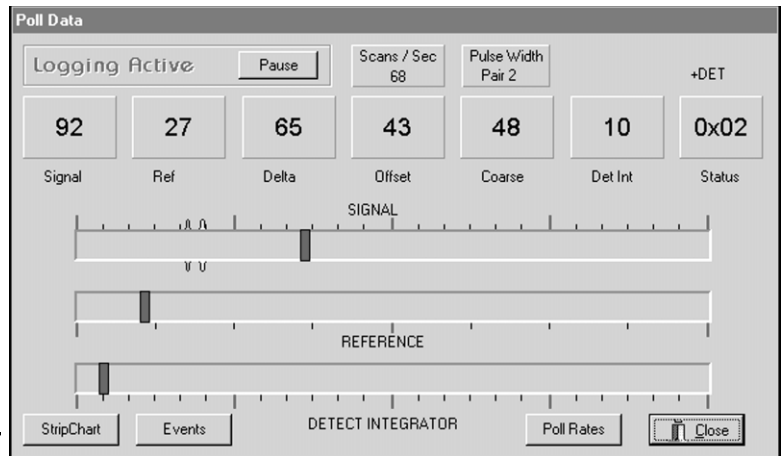 Poll Data
Logging Active
Pause
Scans / Sec
68
Pulse Width
Pair 2
+DET
92 27 65 43 48 10 0x02
Signal Ref Delta Offset Coarse Det Int Status
SIGNAL
REFERENCE
DETECT INTEGRATOR
StripChart Events Poll Rates Close